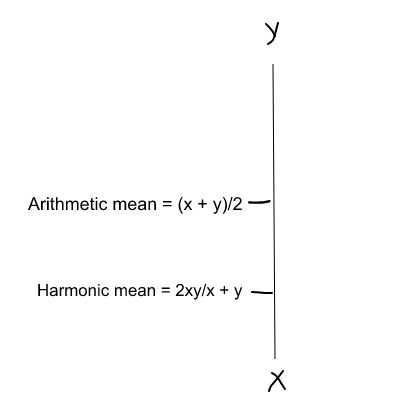 y
Arithmetic mean = (x + y)/2
Harmonic mean = 2xy/x + y
x